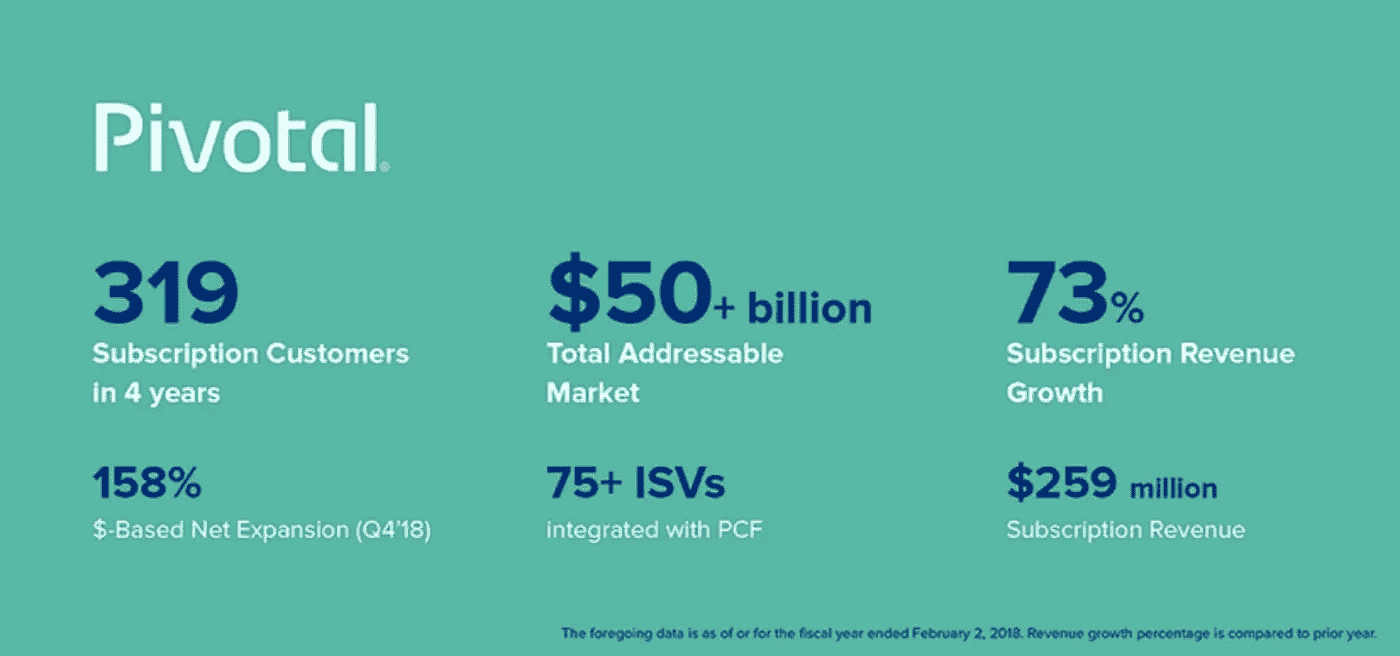 Pivotal®
319
Subscription Customers
in 4 years
$50+ billion
Total Addressable
Market
73%
Subscription Revenue
Growth
158%
$-Based Net Expansion (Q4'18)
75+ ISVs
integrated with PCF
$259 million
Subscription Revenue
The foregoing data is as of or for the fiscal year ended February 2, 2018. Revenue growth percentage is compared to prior year.